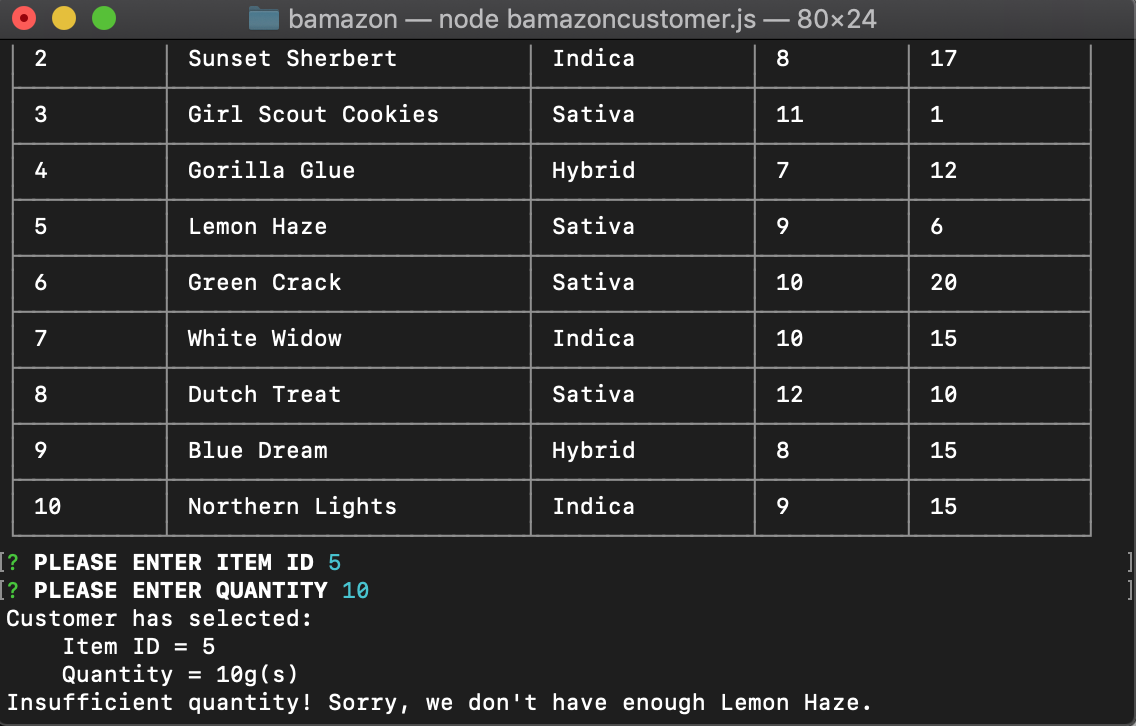 bamazon — node bamazoncustomer.js — 80×24
2 Sunset Sherbert Indica 8 17
3 Girl Scout Cookies Sativa 11 1
4 Gorilla Glue Hybrid 7 12
5 Lemon Haze Sativa 9 6
6 Green Crack Sativa 10 20
7 White Widow Indica 10 15
8 Dutch Treat Sativa 12 10
9 Blue Dream Hybrid 8 15
10 Northern Lights Indica 9 15
[? PLEASE ENTER ITEM ID 5 ]
[? PLEASE ENTER QUANTITY 10 ]
Customer has selected:
Item ID = 5
Quantity = 10g(s)
Insufficient quantity! Sorry, we don't have enough Lemon Haze.